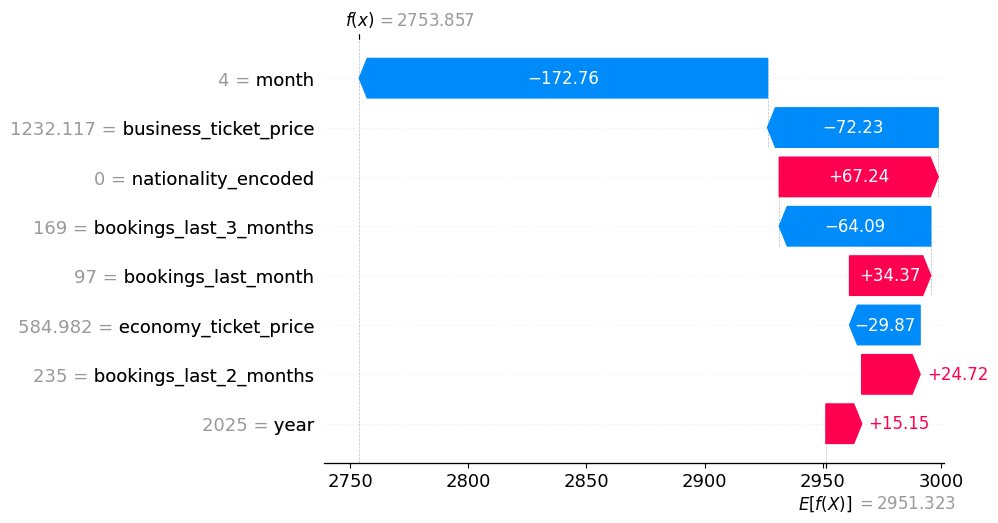 f(x) = 2753.857
4 = month −172.76
1232.117 = business_ticket_price −72.23
0 = nationality_encoded +67.24
169 = bookings_last_3_months −64.09
97 = bookings_last_month +34.37
584.982 = economy_ticket_price −29.87
235 = bookings_last_2_months +24.72
2025 = year +15.15
2750 2800 2850 2900 2950 3000
E[f(X)] = 2951.323